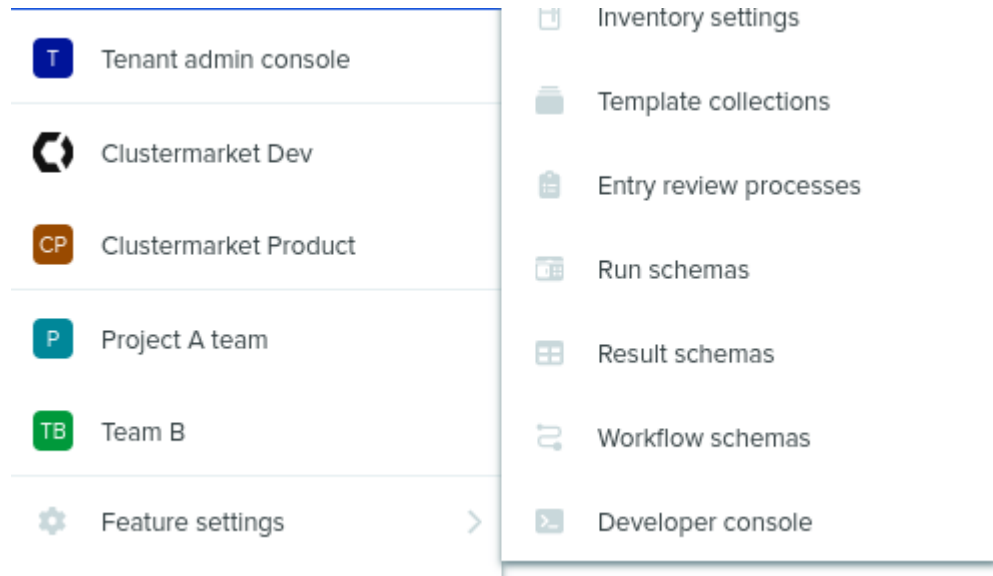 T Tenant admin console
Clustermarket Dev
CP Clustermarket Product
P Project A team
TB Team B
Feature settings
Inventory settings
Template collections
Entry review processes
Run schemas
Result schemas
Workflow schemas
Developer console